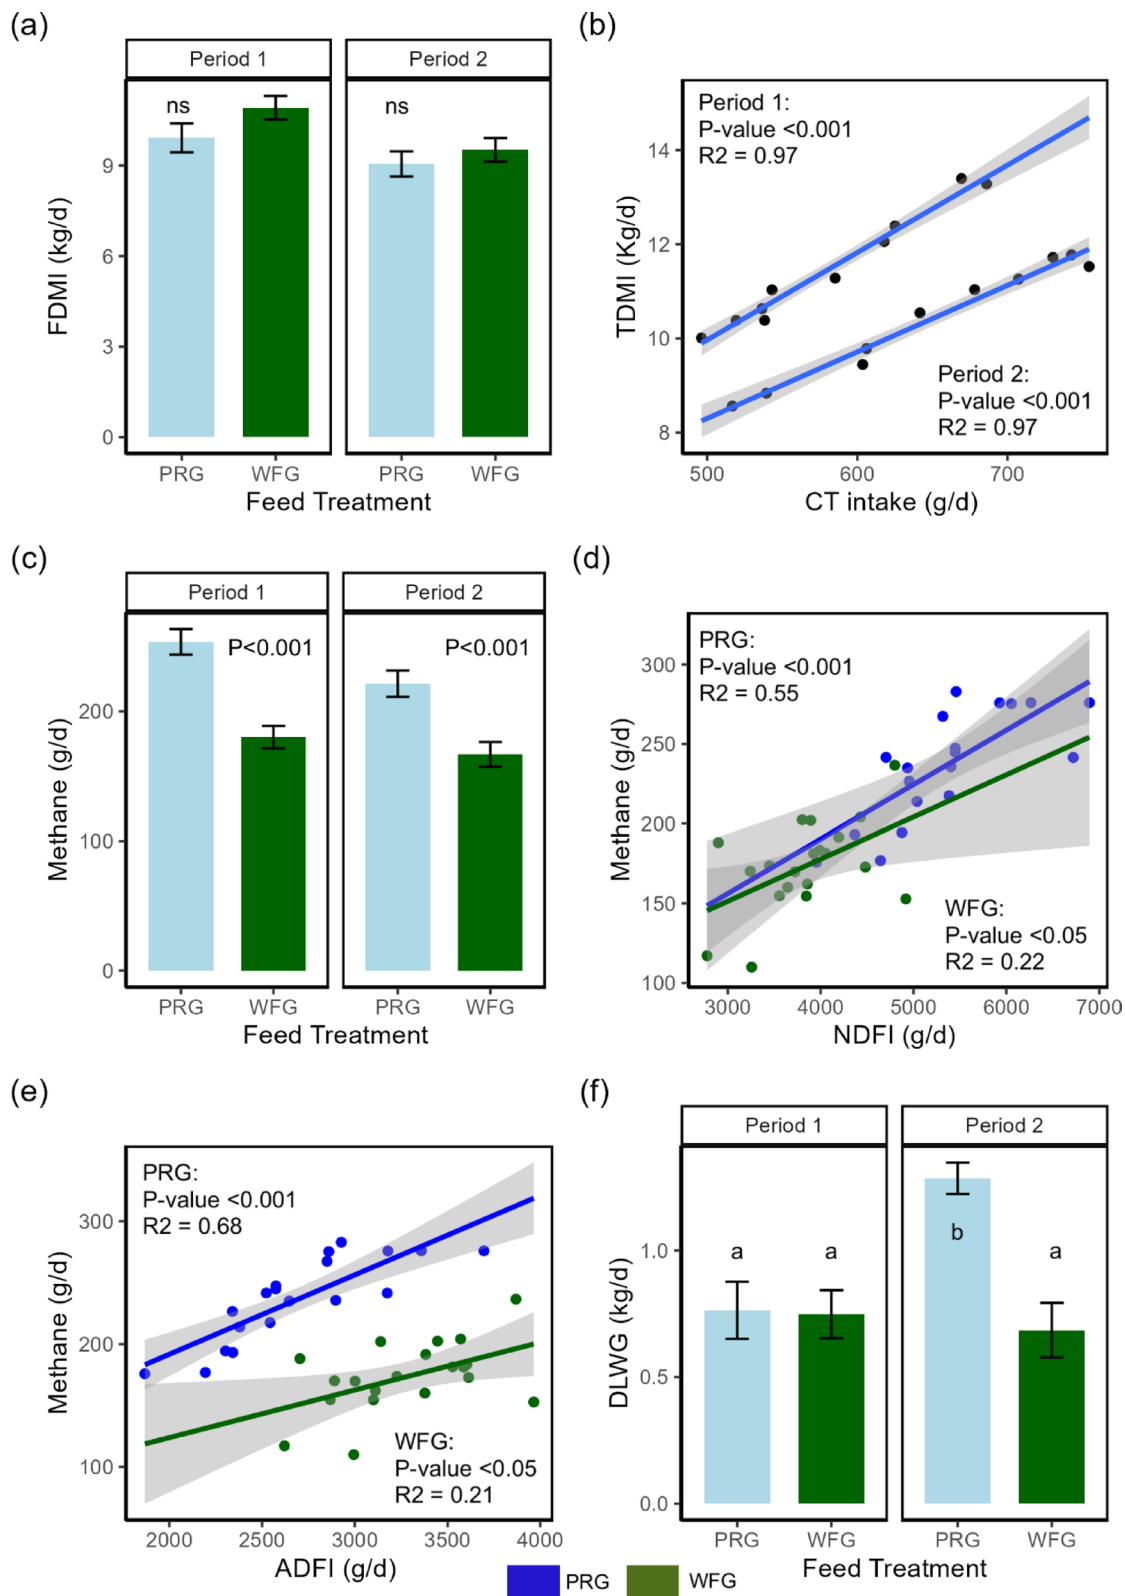 (a)
Period 1
Period 2
ns
ns
FDMI (kg/d)
9
6
3
0
PRG
WFG
PRG
WFG
Feed Treatment
(b)
Period 1:
P-value <0.001
R2 = 0.97
TDMI (Kg/d)
14
12
10
8
Period 2:
P-value <0.001
R2 = 0.97
500
600
700
CT intake (g/d)
(c)
Period 1
Period 2
P<0.001
P<0.001
Methane (g/d)
200
100
0
PRG
WFG
PRG
WFG
Feed Treatment
(d)
PRG:
P-value <0.001
R2 = 0.55
Methane (g/d)
300
250
200
150
100
WFG:
P-value <0.05
R2 = 0.22
3000
4000
5000
6000
7000
NDFI (g/d)
(e)
PRG:
P-value <0.001
R2 = 0.68
Methane (g/d)
300
200
100
WFG:
P-value <0.05
R2 = 0.21
2000
2500
3000
3500
4000
ADFI (g/d)
(f)
Period 1
Period 2
a
a
b
a
DLWG (kg/d)
1.0
0.5
0.0
PRG
WFG
PRG
WFG
Feed Treatment
PRG
WFG